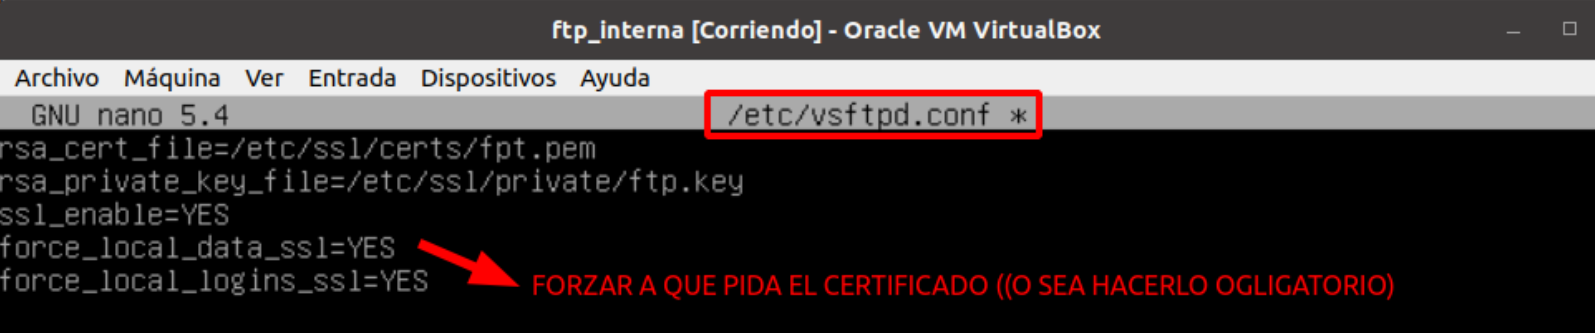 ftp_interna [Corriendo] - Oracle VM VirtualBox
Archivo Máquina Ver Entrada Dispositivos Ayuda
GNU nano 5.4 /etc/vsftpd.conf *
rsa_cert_file=/etc/ssl/certs/fpt.pem
rsa_private_key_file=/etc/ssl/private/ftp.key
ssl_enable=YES
force_local_data_ssl=YES
force_local_logins_ssl=YES
FORZAR A QUE PIDA EL CERTIFICADO ((O SEA HACERLO OGLIGATORIO)